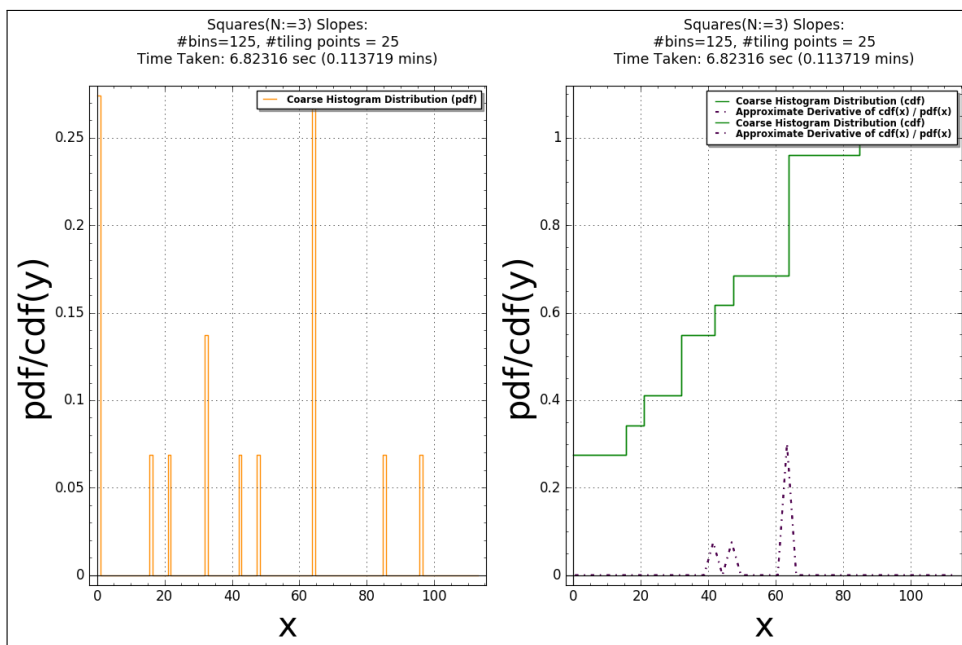 Squares(N:=3) Slopes:
#bins=125, #tiling points = 25
Time Taken: 6.82316 sec (0.113719 mins)
Coarse Histogram Distribution (pdf)
0.25
0.2
0.15
0.1
0.05
0
0 20 40 60 80 100
pdf/cdf(y)
x
Squares(N:=3) Slopes:
#bins=125, #tiling points = 25
Time Taken: 6.82316 sec (0.113719 mins)
Coarse Histogram Distribution (cdf)
Approximate Derivative of cdf(x) / pdf(x)
Coarse Histogram Distribution (cdf)
Approximate Derivative of cdf(x) / pdf(x)
1
0.8
0.6
0.4
0.2
0
0 20 40 60 80 100
pdf/cdf(y)
x